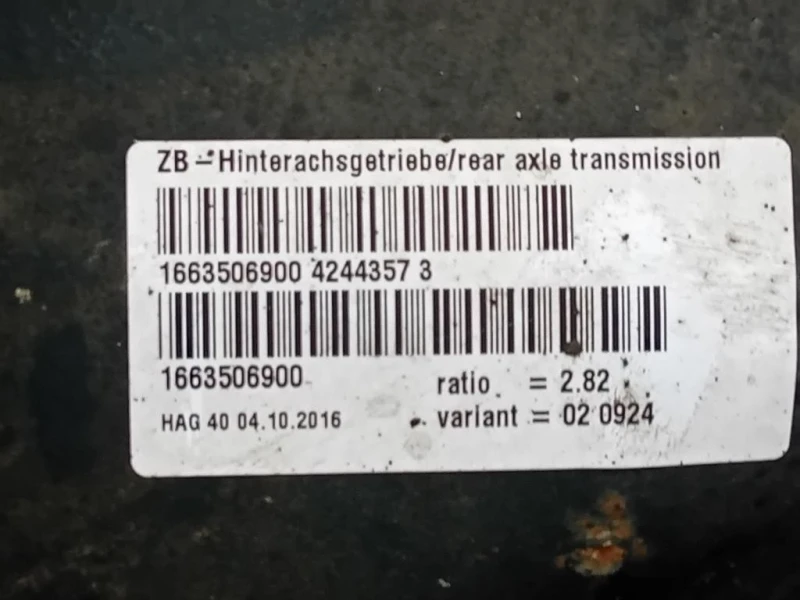 ZB - Hinterachsgetriebe/rear axle transmission
1663506900 4244357 3
1663506900 ratio = 2.82
HAG 40 04.10.2016 variant = 02 0924